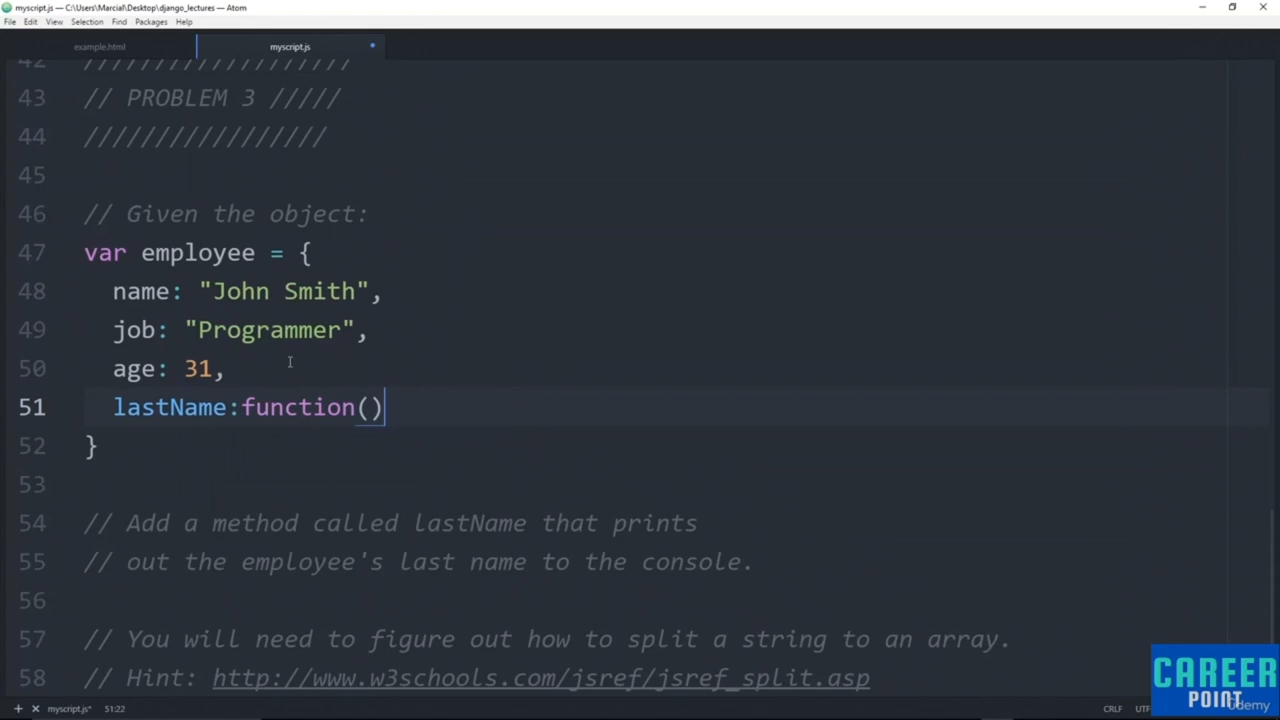 myscript.js — C:\Users\Marcial\Desktop\django_lectures — Atom
File Edit View Selection Find Packages Help
example.html myscript.js
42 ///////////////////
43 // PROBLEM 3 /////
44 /////////////////
45
46 // Given the object:
47 var employee = {
48 name: "John Smith",
49 job: "Programmer",
50 age: 31,
51 lastName:function()
52 }
53
54 // Add a method called lastName that prints
55 // out the employee's last name to the console.
56
57 // You will need to figure out how to split a string to an array.
58 // Hint: http://www.w3schools.com/jsref/jsref_split.asp
CAREER
POINT
Udemy
myscript.js* 51:22 CRLF